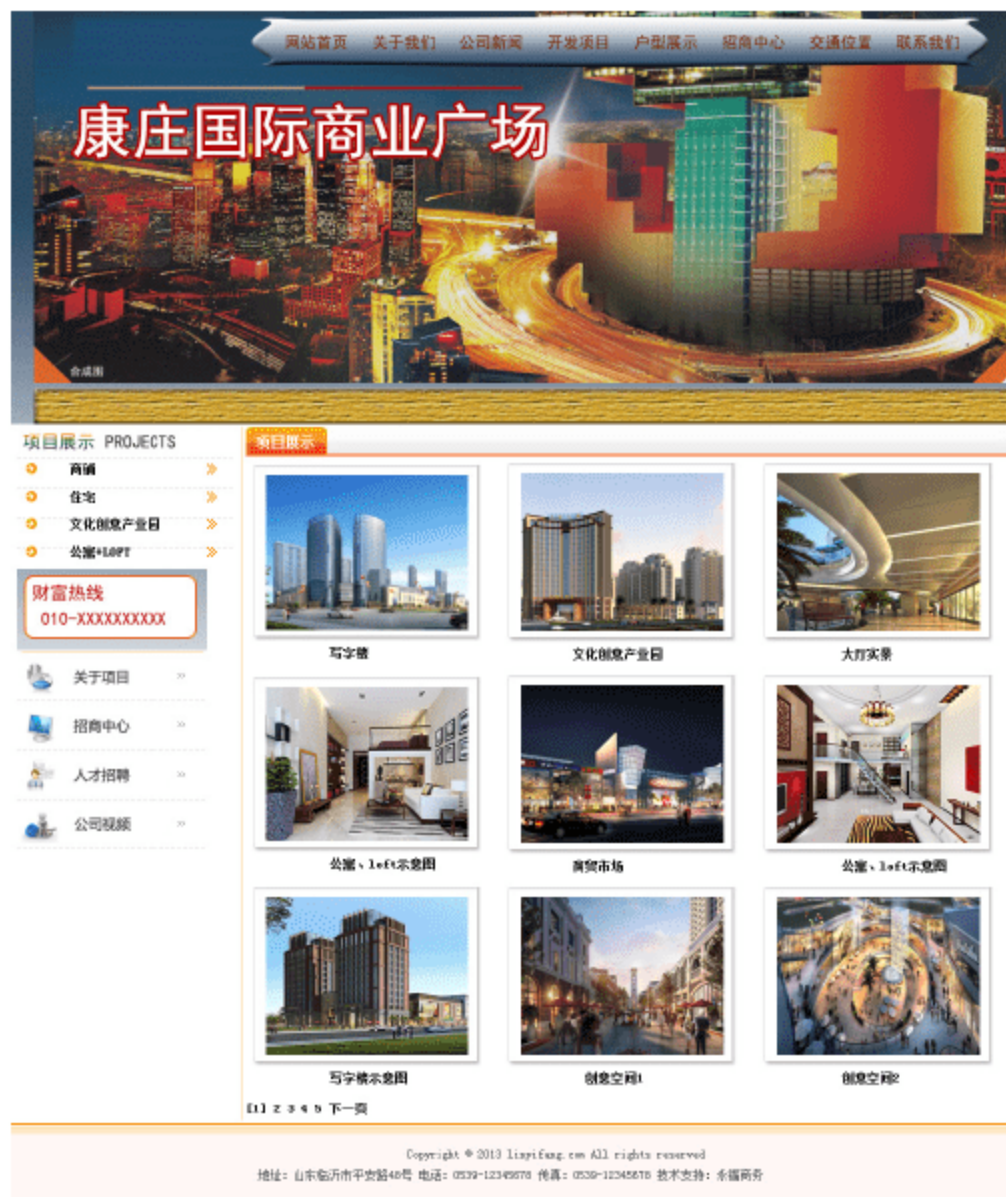 网站首页 关于我们 公司新闻 开发项目 户型展示 招商中心 交通位置 联系我们
康庄国际商业广场
合成图
项目展示 PROJECTS
商铺
住宅
文化创意产业园
公寓+LOFT
财富热线
010-XXXXXXXXXX
关于项目
招商中心
人才招聘
公司视频
项目展示
写字楼 文化创意产业园 大厅实景
公寓、loft示意图 商贸市场 公寓、loft示意图
写字楼示意图 创意空间1 创意空间2
[1] 2 3 4 5 下一页
Copyright © 2013 linyifang.com All rights reserved
地址：山东临沂市平安路48号 电话：0539-12345678 传真：0539-12345678 技术支持：永福商务